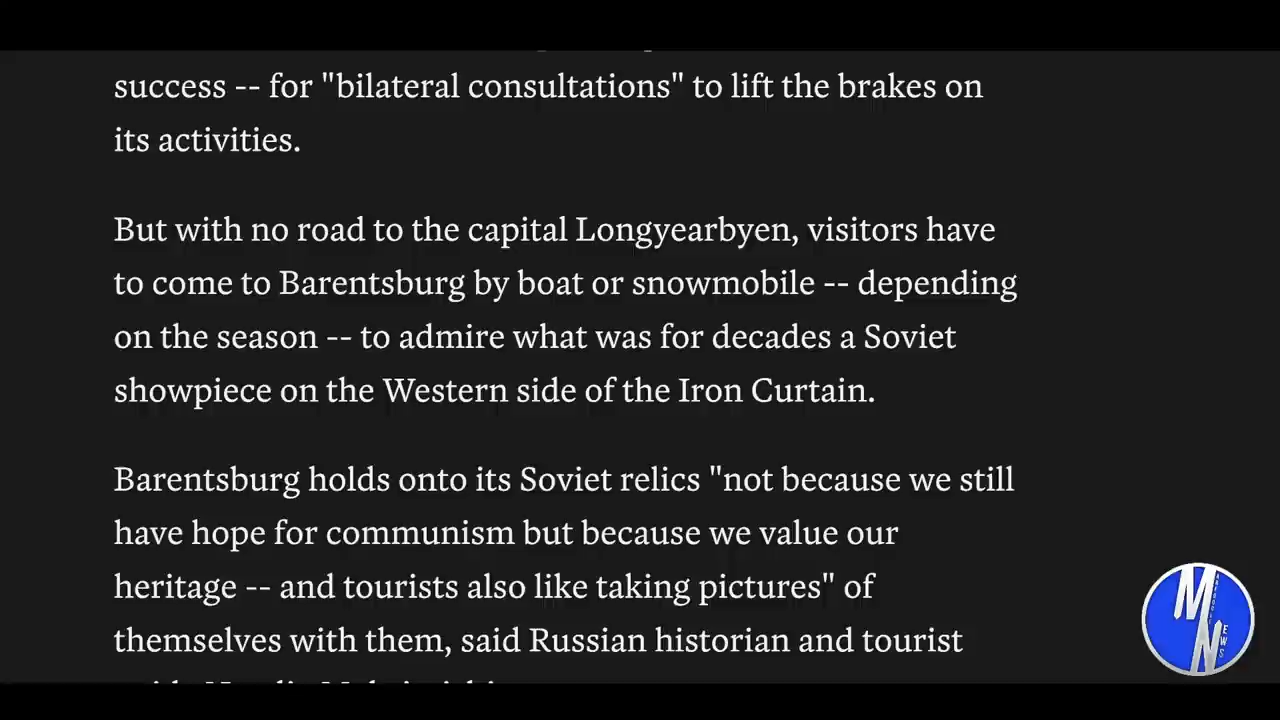 success -- for "bilateral consultations" to lift the brakes on
its activities.
But with no road to the capital Longyearbyen, visitors have
to come to Barentsburg by boat or snowmobile -- depending
on the season -- to admire what was for decades a Soviet
showpiece on the Western side of the Iron Curtain.
Barentsburg holds onto its Soviet relics "not because we still
have hope for communism but because we value our
heritage -- and tourists also like taking pictures" of
themselves with them, said Russian historian and tourist
M
N
EWS